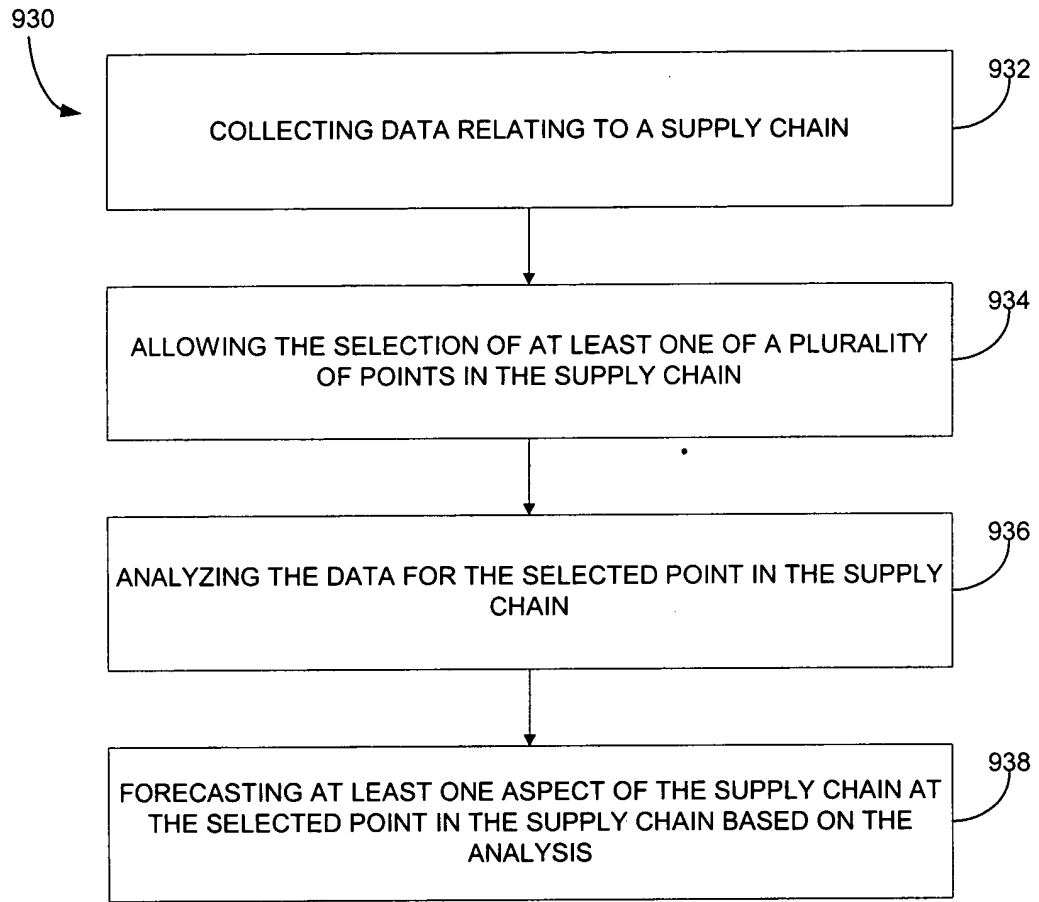 930
932
COLLECTING DATA RELATING TO A SUPPLY CHAIN
934
ALLOWING THE SELECTION OF AT LEAST ONE OF A PLURALITY
OF POINTS IN THE SUPPLY CHAIN
936
ANALYZING THE DATA FOR THE SELECTED POINT IN THE SUPPLY
CHAIN
938
FORECASTING AT LEAST ONE ASPECT OF THE SUPPLY CHAIN AT
THE SELECTED POINT IN THE SUPPLY CHAIN BASED ON THE
ANALYSIS